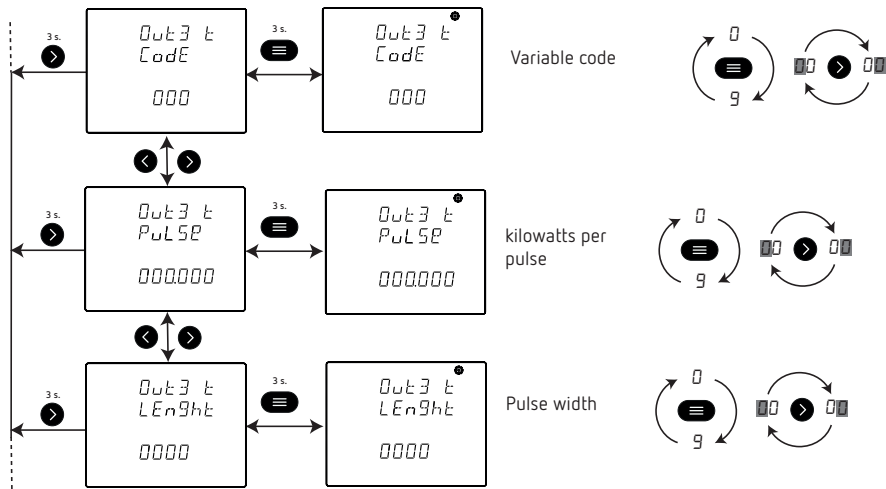 3 s.
Out3 t
CodE
000
3 s.
Out3 t
CodE
000
Variable code
0
9
00
00
3 s.
Out3 t
PuLSE
000.000
3 s.
Out3 t
PuLSE
000.000
kilowatts per
pulse
0
9
00
00
3 s.
Out3 t
LEnght
0000
3 s.
Out3 t
LEnght
0000
Pulse width
0
9
00
00